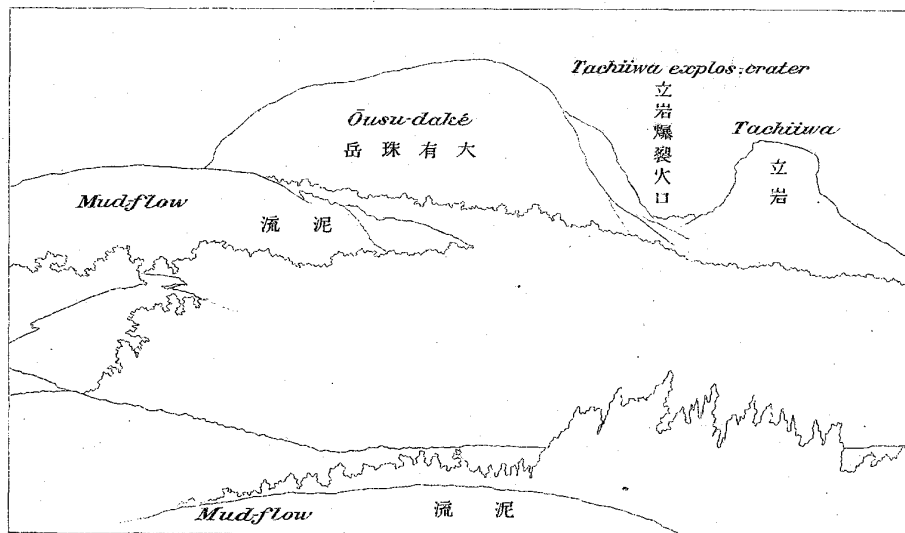 Tachiiwa explos. crater
立岩爆裂火口
Ōusu-daké
大有珠岳
Tachiiwa
立岩
Mud-flow
泥流
Mud-flow
泥流